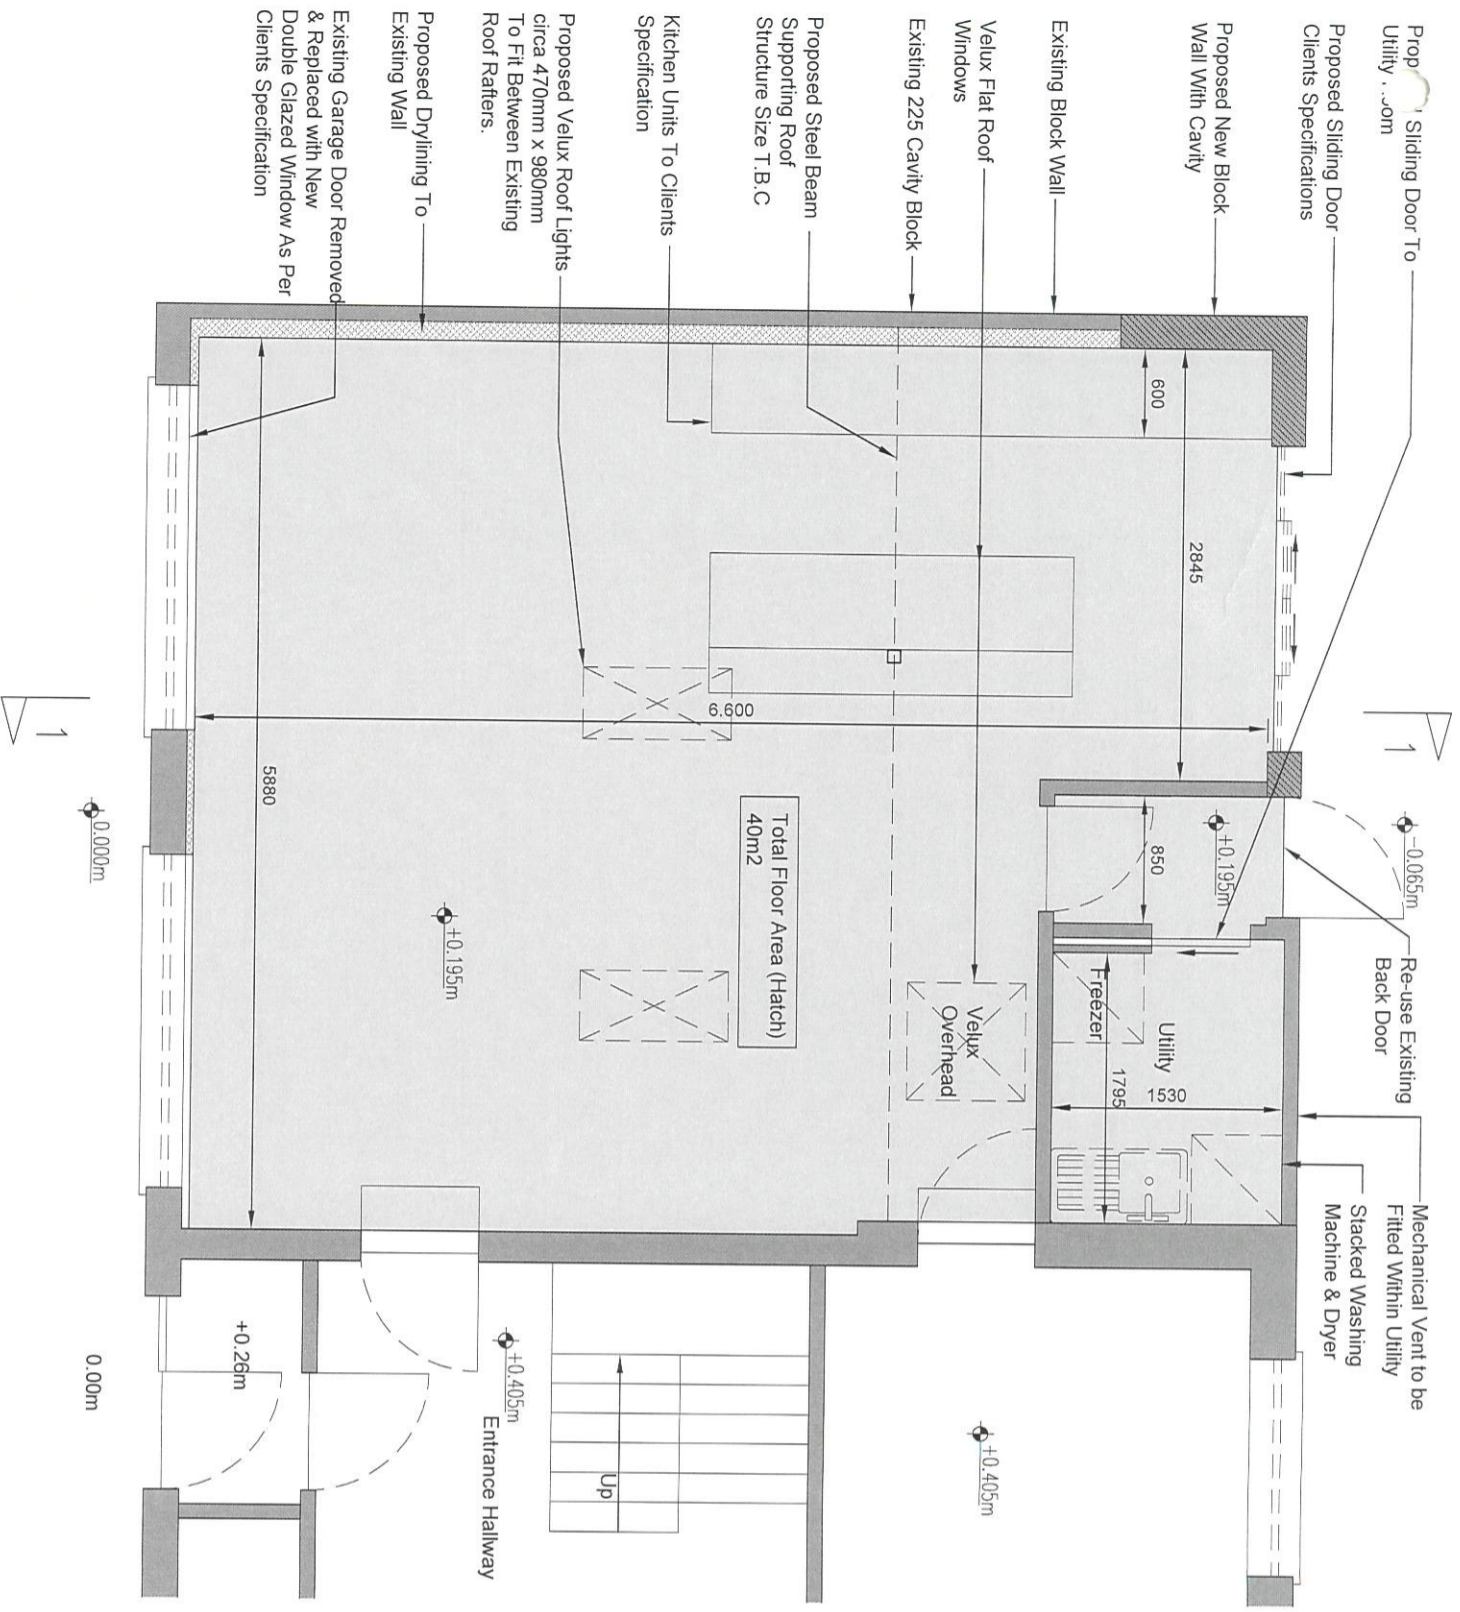 Sliding Door To
Utility
Proposed Sliding Door
Clients Specifications
Proposed New Block
Wall With Cavity
Existing Block Wall
Velux Flat Roof
Windows
Existing 225 Cavity Block
Proposed Steel Beam
Supporting Roof
Structure Size T.B.C
Kitchen Units To Clients
Specification
Proposed Velux Roof Lights
circa 470mm x 980mm
To Fit Between Existing
Roof Rafters.
Proposed Drylining To
Existing Wall
Existing Garage Door Removed
& Replaced with New
Double Glazed Window As Per
Clients Specification
600
2845
6.600
5880
1
1
Total Floor Area (Hatch)
40m2
850
+0.195m
-0.065m
Re-use Existing
Back Door
Mechanical Vent to be
Fitted Within Utility
Stacked Washing
Machine & Dryer
Utility
Freezer
1530
1795
Velux
Overhead
+0.195m
0.000m
+0.405m
+0.405m
Entrance Hallway
Up
+0.26m
0.00m